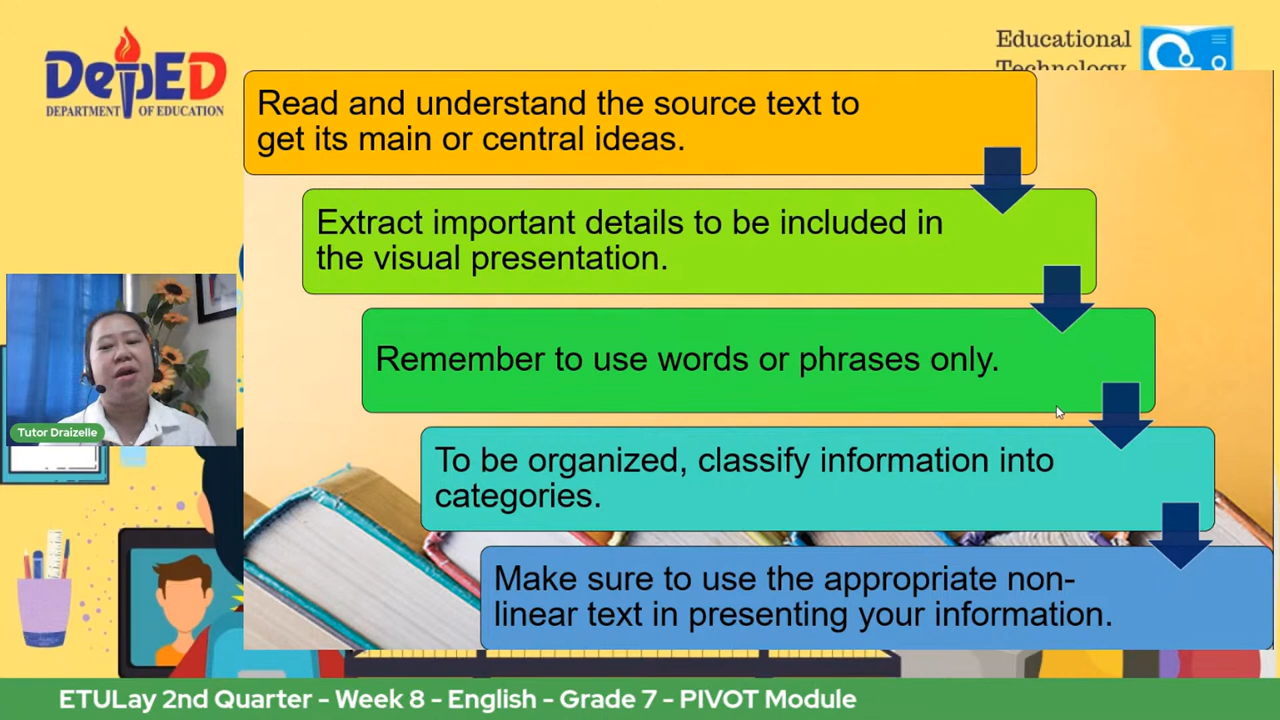 DepED
DEPARTMENT OF EDUCATION
Educational
Technology
Read and understand the source text to
get its main or central ideas.
Extract important details to be included in
the visual presentation.
Remember to use words or phrases only.
To be organized, classify information into
categories.
Make sure to use the appropriate non-
linear text in presenting your information.
Tutor Draizelle
ETULay 2nd Quarter - Week 8 - English - Grade 7 - PIVOT Module